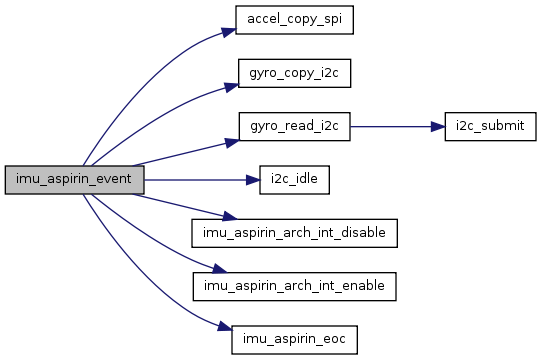 accel_copy_spi
gyro_copy_i2c
gyro_read_i2c
i2c_submit
imu_aspirin_event
i2c_idle
imu_aspirin_arch_int_disable
imu_aspirin_arch_int_enable
imu_aspirin_eoc